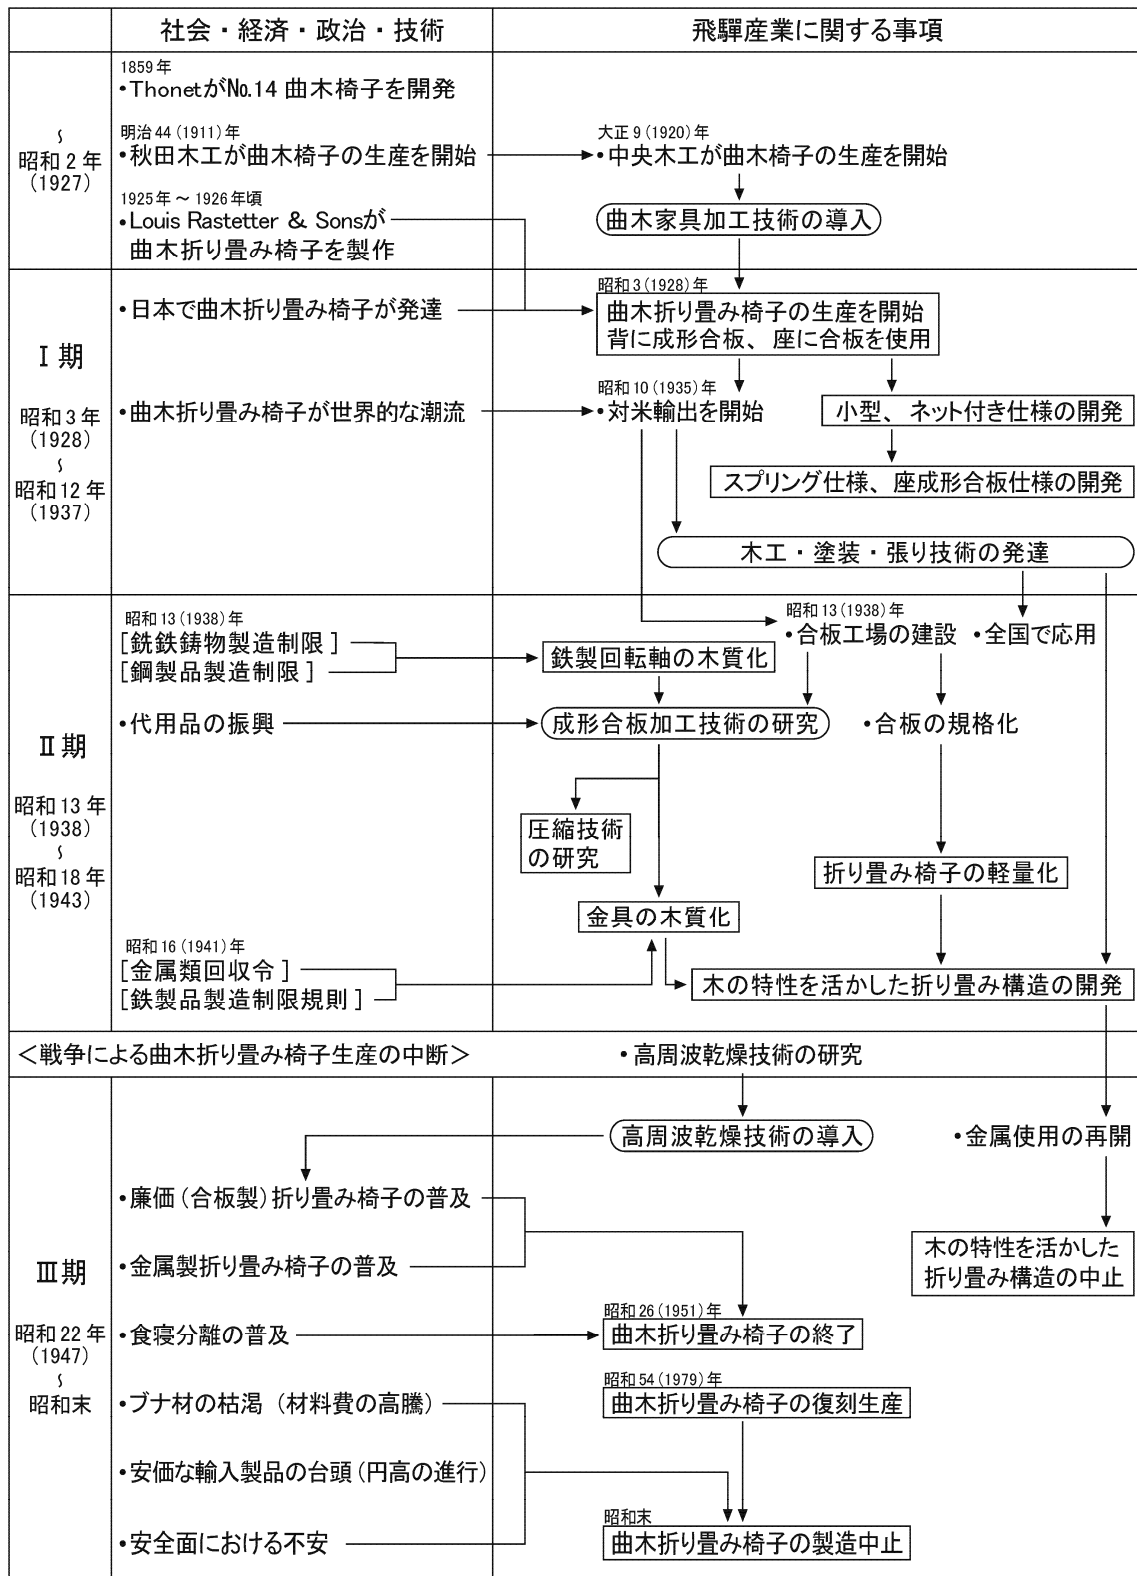 社会・経済・政治・技術
飛驒産業に関する事項
～
昭和2年
(1927)
1859年
・ThonetがNo.14 曲木椅子を開発
明治44(1911)年
・秋田木工が曲木椅子の生産を開始
1925年～1926年頃
・Louis Rastetter & Sonsが
曲木折り畳み椅子を製作
大正9(1920)年
・中央木工が曲木椅子の生産を開始
曲木家具加工技術の導入
Ⅰ期
昭和3年
(1928)
～
昭和12年
(1937)
・日本で曲木折り畳み椅子が発達
・曲木折り畳み椅子が世界的な潮流
昭和3(1928)年
曲木折り畳み椅子の生産を開始
背に成形合板、座に合板を使用
昭和10(1935)年
・対米輸出を開始
小型、ネット付き仕様の開発
スプリング仕様、座成形合板仕様の開発
木工・塗装・張り技術の発達
Ⅱ期
昭和13年
(1938)
～
昭和18年
(1943)
昭和13(1938)年
[銑鉄鋳物製造制限]
[鋼製品製造制限]
・代用品の振興
昭和16(1941)年
[金属類回収令]
[鉄製品製造制限規則]
昭和13(1938)年
・合板工場の建設
・全国で応用
鉄製回転軸の木質化
成形合板加工技術の研究
・合板の規格化
圧縮技術
の研究
折り畳み椅子の軽量化
金具の木質化
木の特性を活かした折り畳み構造の開発
＜戦争による曲木折り畳み椅子生産の中断＞
・高周波乾燥技術の研究
Ⅲ期
昭和22年
(1947)
～
昭和末
・廉価(合板製)折り畳み椅子の普及
・金属製折り畳み椅子の普及
・食寝分離の普及
・ブナ材の枯渇(材料費の高騰)
・安価な輸入製品の台頭(円高の進行)
・安全面における不安
高周波乾燥技術の導入
・金属使用の再開
木の特性を活かした
折り畳み構造の中止
昭和26(1951)年
曲木折り畳み椅子の終了
昭和54(1979)年
曲木折り畳み椅子の復刻生産
昭和末
曲木折り畳み椅子の製造中止